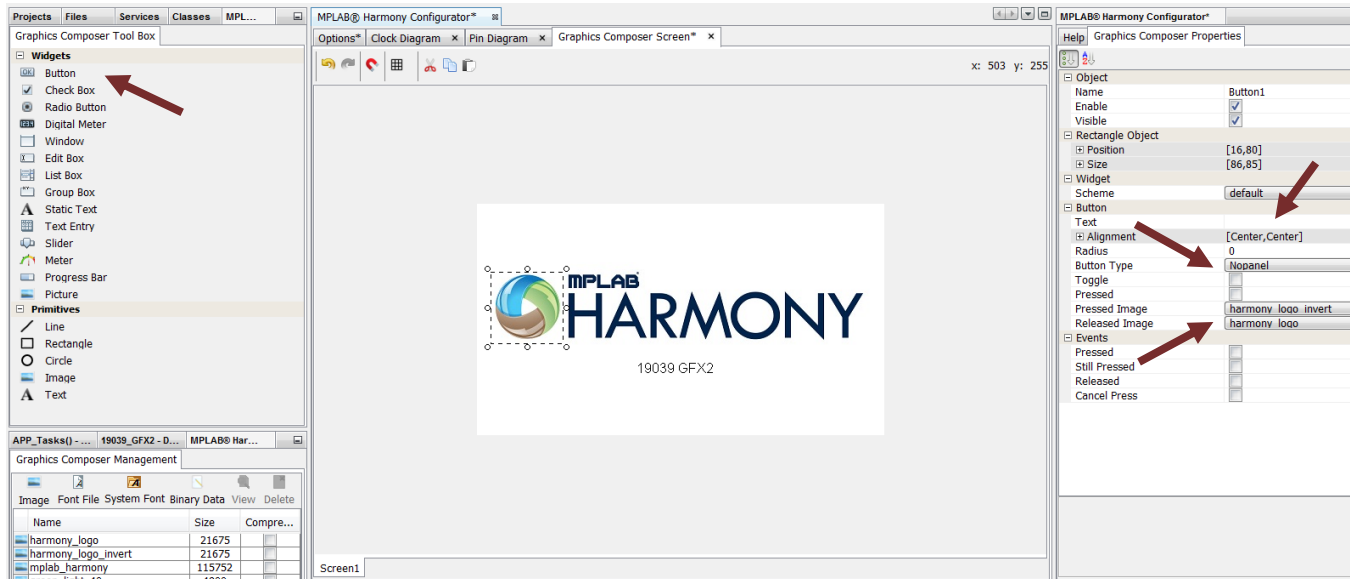 Projects Files Services Classes MPL...
Graphics Composer Tool Box
Widgets
Button
Check Box
Radio Button
Digital Meter
Window
Edit Box
List Box
Group Box
Static Text
Text Entry
Slider
Meter
Progress Bar
Picture
Primitives
Line
Rectangle
Circle
Image
Text
APP_Tasks() - ... 19039_GFX2 - D... MPLAB® Har...
Graphics Composer Management
Image Font File System Font Binary Data View Delete
Name Size Compre...
harmony_logo 21675
harmony_logo_invert 21675
mplab_harmony 115752
MPLAB® Harmony Configurator*
Options* Clock Diagram × Pin Diagram × Graphics Composer Screen* ×
x: 503 y: 255
MPLAB
HARMONY
19039 GFX2
Screen1
MPLAB® Harmony Configurator*
Help Graphics Composer Properties
Object
Name Button1
Enable
Visible
Rectangle Object
Position [16,80]
Size [86,85]
Widget
Scheme default
Button
Text
Alignment [Center,Center]
Radius 0
Button Type Nopanel
Toggle
Pressed
Pressed Image harmony_logo_invert
Released Image harmony_logo
Events
Pressed
Still Pressed
Released
Cancel Press